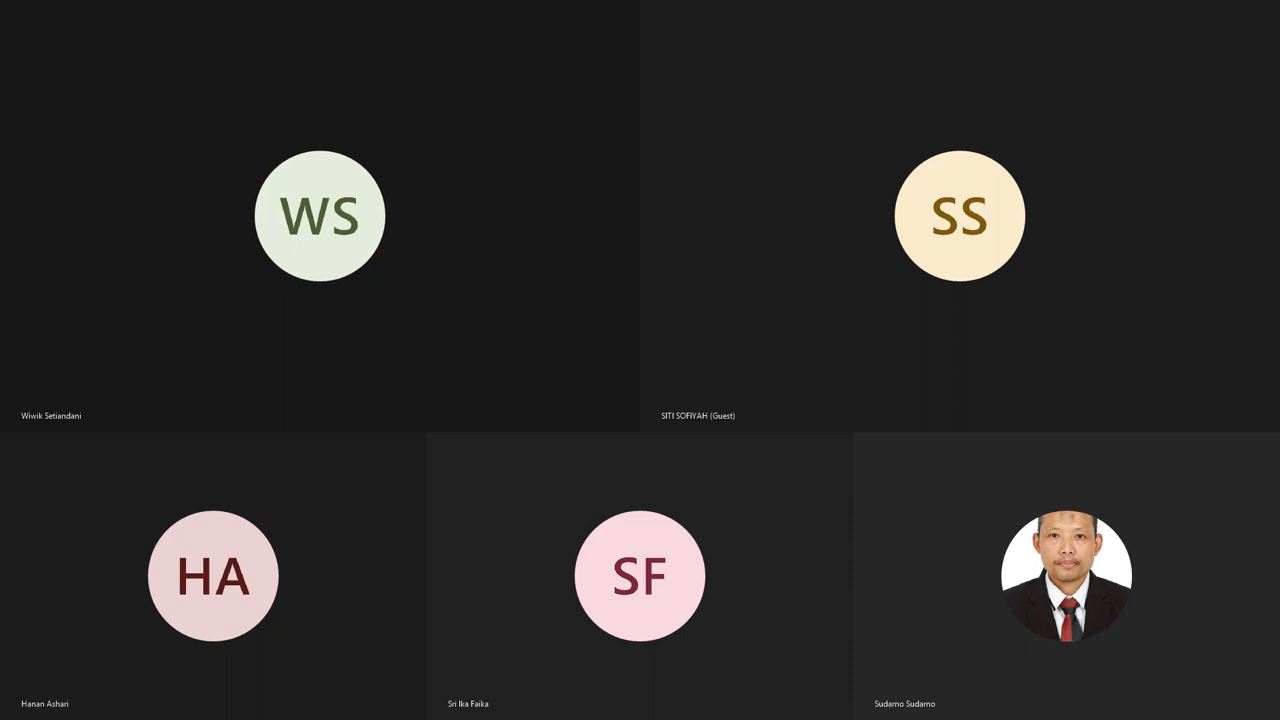 WS
SS
Wiwik Setiandani
SITI SOFIYAH (Guest)
HA
SF
Hanan Ashari
Sri Ika Faika
Sudarno Sudarno